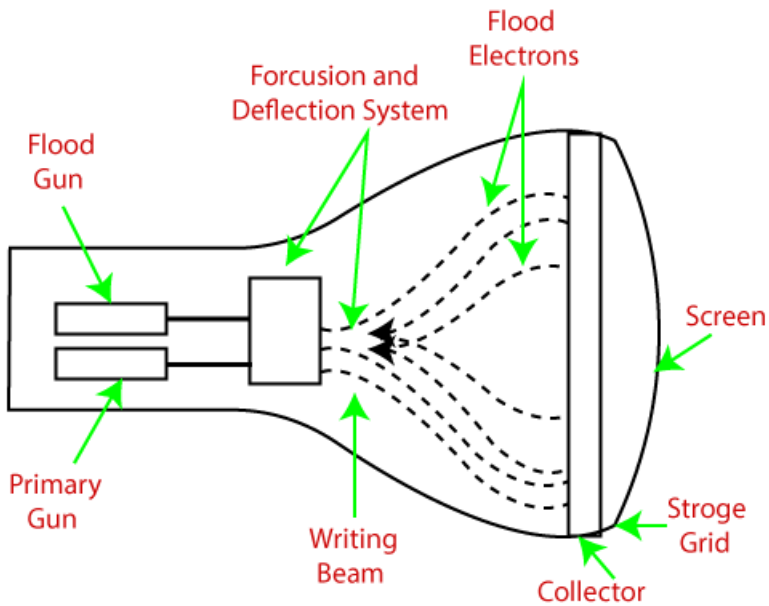 Flood
Electrons
Forcusion and
Deflection System
Flood
Gun
Screen
Primary
Gun
Stroge
Grid
Writing
Beam
Collector